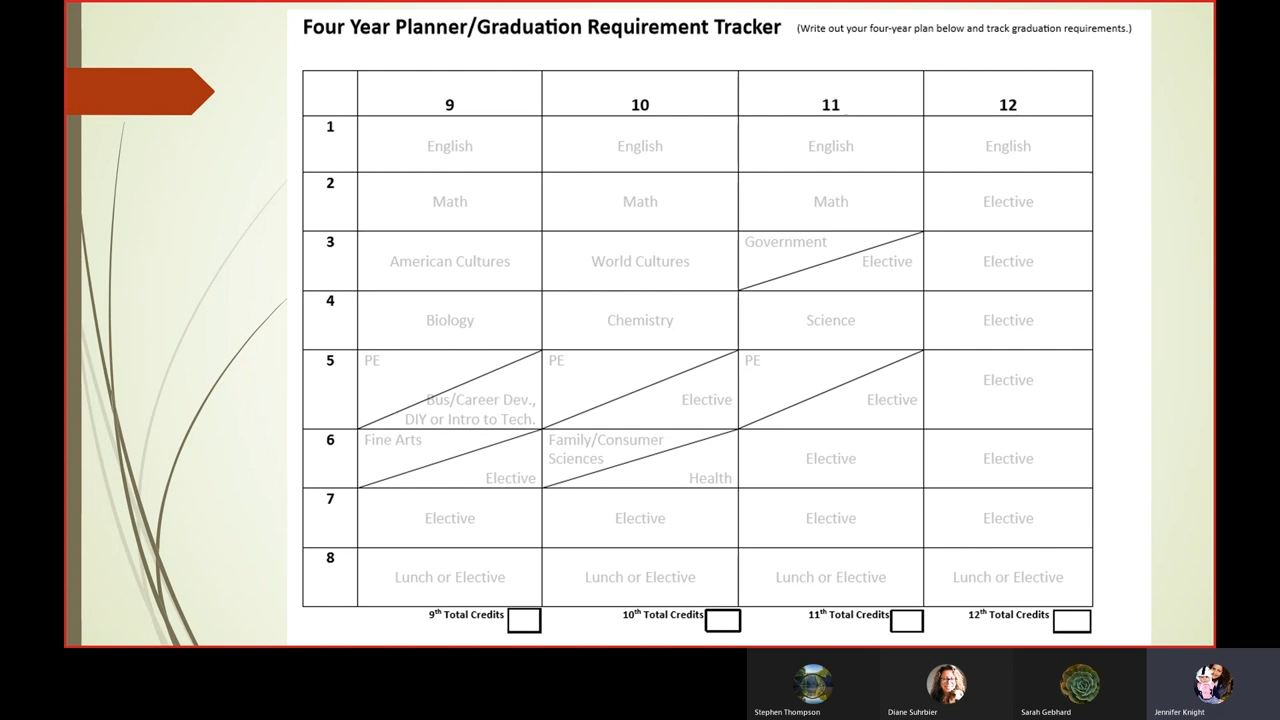 Four Year Planner/Graduation Requirement Tracker (Write out your four-year plan below and track graduation requirements.)
9 10 11 12
1 English English English English
2 Math Math Math Elective
3 American Cultures World Cultures Government Elective Elective
4 Biology Chemistry Science Elective
5 PE Bus/Career Dev., DIY or Intro to Tech. PE Elective PE Elective Elective
6 Fine Arts Elective Family/Consumer Sciences Health Elective Elective
7 Elective Elective Elective Elective
8 Lunch or Elective Lunch or Elective Lunch or Elective Lunch or Elective
9th Total Credits 10th Total Credits 11th Total Credits 12th Total Credits
Stephen Thompson Diane Suhrbier Sarah Gebhard Jennifer Knight